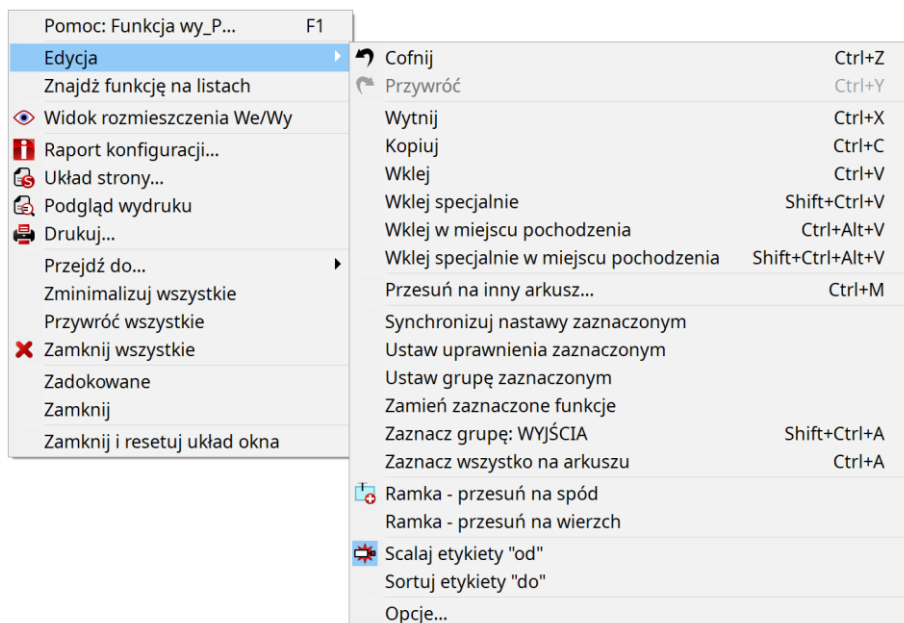 Pomoc: Funkcja wy_P... F1
Edycja
Znajdź funkcję na listach
Widok rozmieszczenia We/Wy
Raport konfiguracji...
Układ strony...
Podgląd wydruku
Drukuj...
Przejdź do...
Zminimalizuj wszystkie
Przywróć wszystkie
Zamknij wszystkie
Zadokowane
Zamknij
Zamknij i resetuj układ okna
Cofnij Ctrl+Z
Przywróć Ctrl+Y
Wytnij Ctrl+X
Kopiuj Ctrl+C
Wklej Ctrl+V
Wklej specjalnie Shift+Ctrl+V
Wklej w miejscu pochodzenia Ctrl+Alt+V
Wklej specjalnie w miejscu pochodzenia Shift+Ctrl+Alt+V
Przesuń na inny arkusz... Ctrl+M
Synchronizuj nastawy zaznaczonym
Ustaw uprawnienia zaznaczonym
Ustaw grupę zaznaczonym
Zamień zaznaczone funkcje
Zaznacz grupę: WYJŚCIA Shift+Ctrl+A
Zaznacz wszystko na arkuszu Ctrl+A
Ramka - przesuń na spód
Ramka - przesuń na wierzch
Scalaj etykiety "od"
Sortuj etykiety "do"
Opcje...